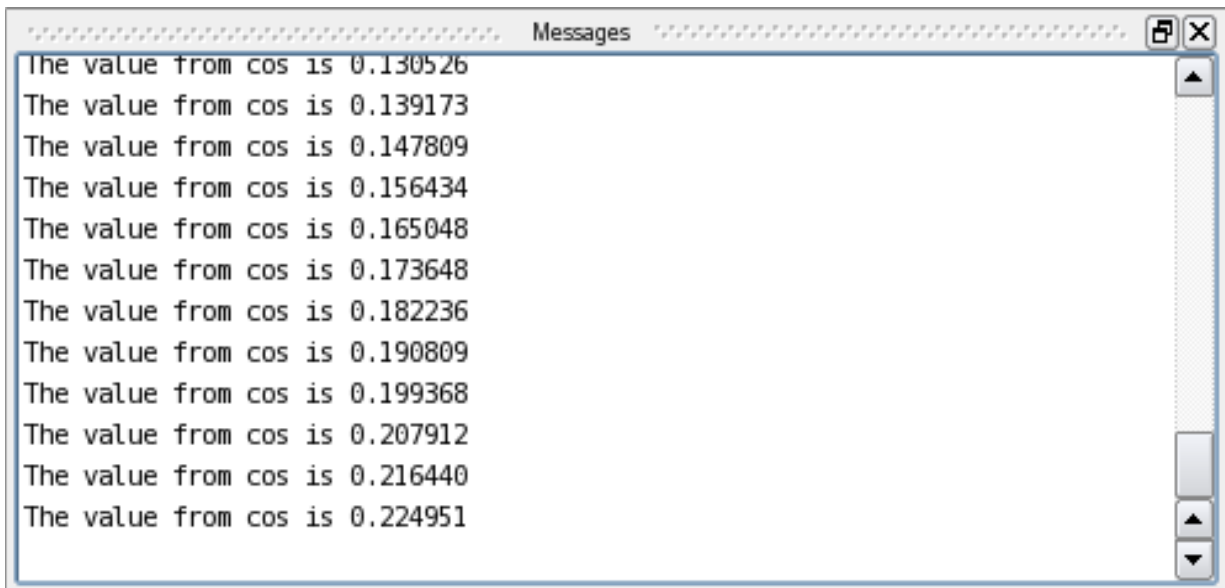 Messages
The value from cos is 0.130526
The value from cos is 0.139173
The value from cos is 0.147809
The value from cos is 0.156434
The value from cos is 0.165048
The value from cos is 0.173648
The value from cos is 0.182236
The value from cos is 0.190809
The value from cos is 0.199368
The value from cos is 0.207912
The value from cos is 0.216440
The value from cos is 0.224951